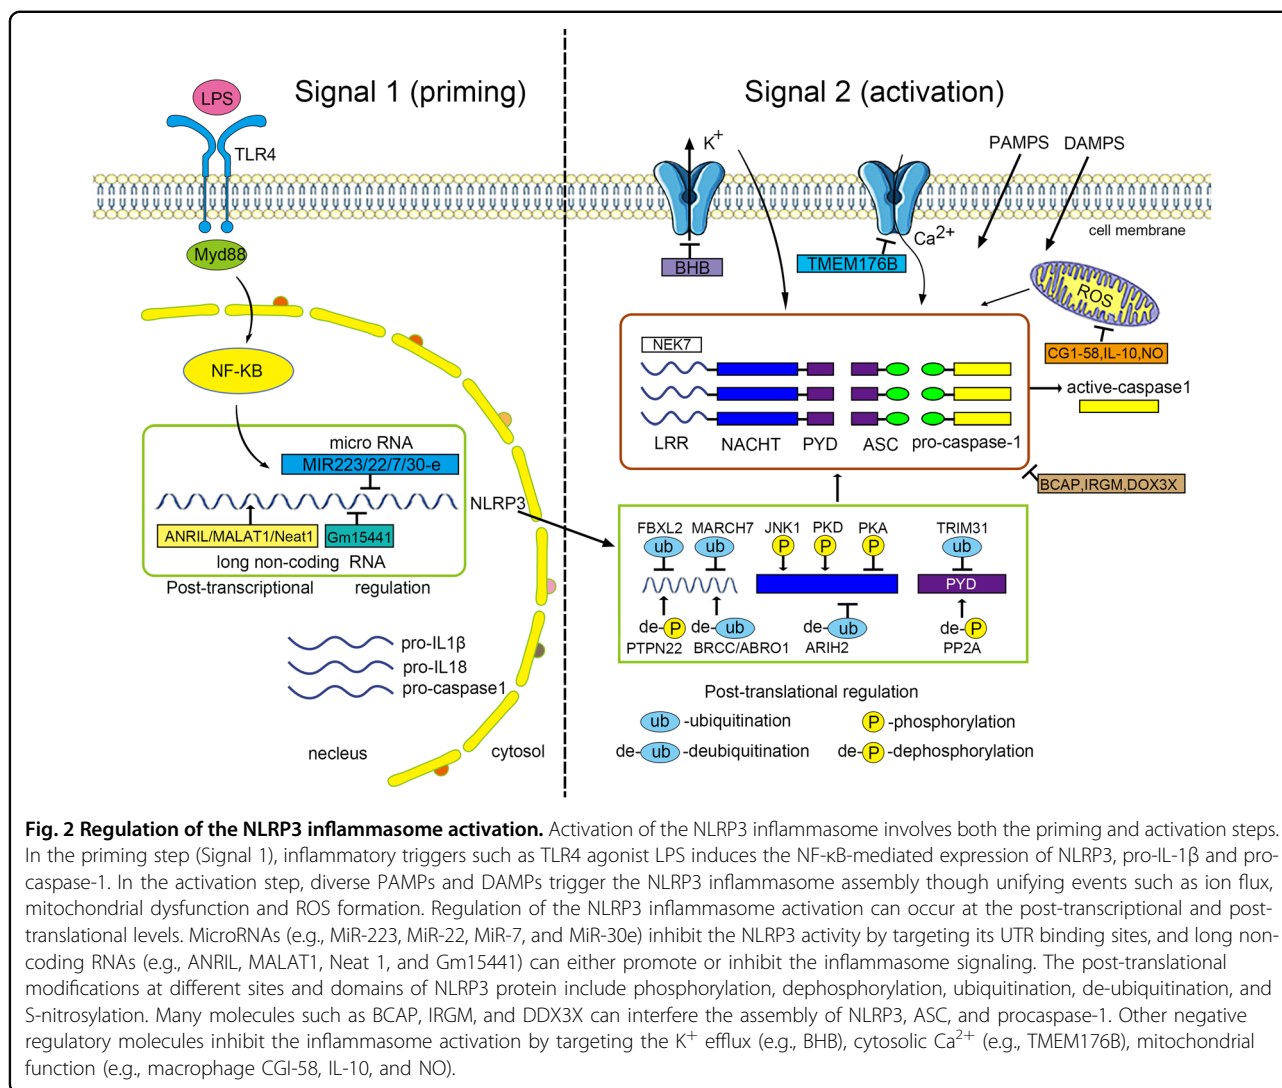 Signal 1 (priming)
Signal 2 (activation)
LPS
TLR4
Myd88
NF-KB
micro RNA
MIR223/22/7/30-e
NLRP3
ANRIL/MALAT1/Neat1
Gm15441
long non-coding RNA
Post-transcriptional regulation
pro-IL1β
pro-IL18
pro-caspase1
necleus
cytosol
K+
BHB
TMEM176B
Ca2+
PAMPS
DAMPS
cell membrane
ROS
CG1-58,IL-10,NO
NEK7
LRR
NACHT
PYD
ASC
pro-caspase-1
active-caspase1
BCAP,IRGM,DOX3X
FBXL2
MARCH7
JNK1
PKD
PKA
TRIM31
ub
ub
P
P
P
ub
PYD
de-P
de-ub
de-ub
de-P
PTPN22
BRCC/ABRO1
ARIH2
PP2A
Post-translational regulation
ub -ubiquitination
P -phosphorylation
de-ub -deubiquitination
de-P -dephosphorylation
Fig. 2 Regulation of the NLRP3 inflammasome activation. Activation of the NLRP3 inflammasome involves both the priming and activation steps.
In the priming step (Signal 1), inflammatory triggers such as TLR4 agonist LPS induces the NF-κB-mediated expression of NLRP3, pro-IL-1β and pro-
caspase-1. In the activation step, diverse PAMPs and DAMPs trigger the NLRP3 inflammasome assembly though unifying events such as ion flux,
mitochondrial dysfunction and ROS formation. Regulation of the NLRP3 inflammasome activation can occur at the post-transcriptional and post-
translational levels. MicroRNAs (e.g., MiR-223, MiR-22, MiR-7, and MiR-30e) inhibit the NLRP3 activity by targeting its UTR binding sites, and long non-
coding RNAs (e.g., ANRIL, MALAT1, Neat 1, and Gm15441) can either promote or inhibit the inflammasome signaling. The post-translational
modifications at different sites and domains of NLRP3 protein include phosphorylation, dephosphorylation, ubiquitination, de-ubiquitination, and
S-nitrosylation. Many molecules such as BCAP, IRGM, and DDX3X can interfere the assembly of NLRP3, ASC, and procaspase-1. Other negative
regulatory molecules inhibit the inflammasome activation by targeting the K+ efflux (e.g., BHB), cytosolic Ca2+ (e.g., TMEM176B), mitochondrial
function (e.g., macrophage CGI-58, IL-10, and NO).